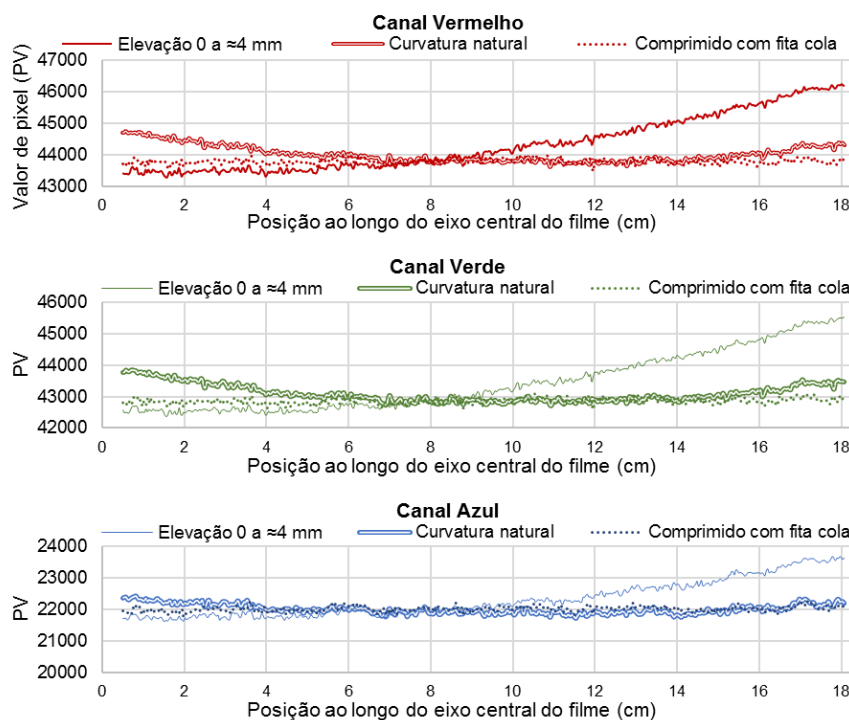 Canal Vermelho
Elevação 0 a ≈4 mm Curvatura natural Comprimido com fita cola
Valor de pixel (PV)
47000
46000
45000
44000
43000
0 2 4 6 8 10 12 14 16 18
Posição ao longo do eixo central do filme (cm)
Canal Verde
Elevação 0 a ≈4 mm Curvatura natural Comprimido com fita cola
PV
46000
45000
44000
43000
42000
0 2 4 6 8 10 12 14 16 18
Posição ao longo do eixo central do filme (cm)
Canal Azul
Elevação 0 a ≈4 mm Curvatura natural Comprimido com fita cola
PV
24000
23000
22000
21000
20000
0 2 4 6 8 10 12 14 16 18
Posição ao longo do eixo central do filme (cm)